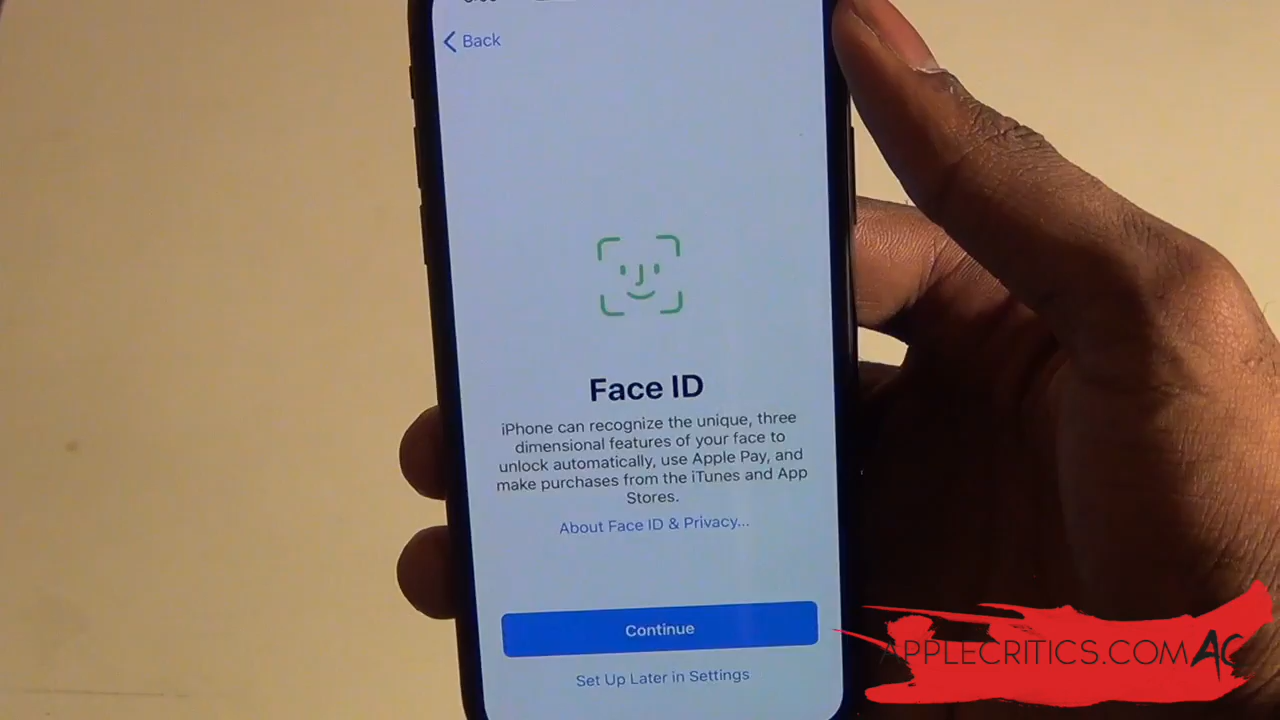 Back
Face ID
iPhone can recognize the unique, three
dimensional features of your face to
unlock automatically, use Apple Pay, and
make purchases from the iTunes and App
Stores.
About Face ID & Privacy...
Continue
Set Up Later in Settings
APPLECRITICS.COM AC